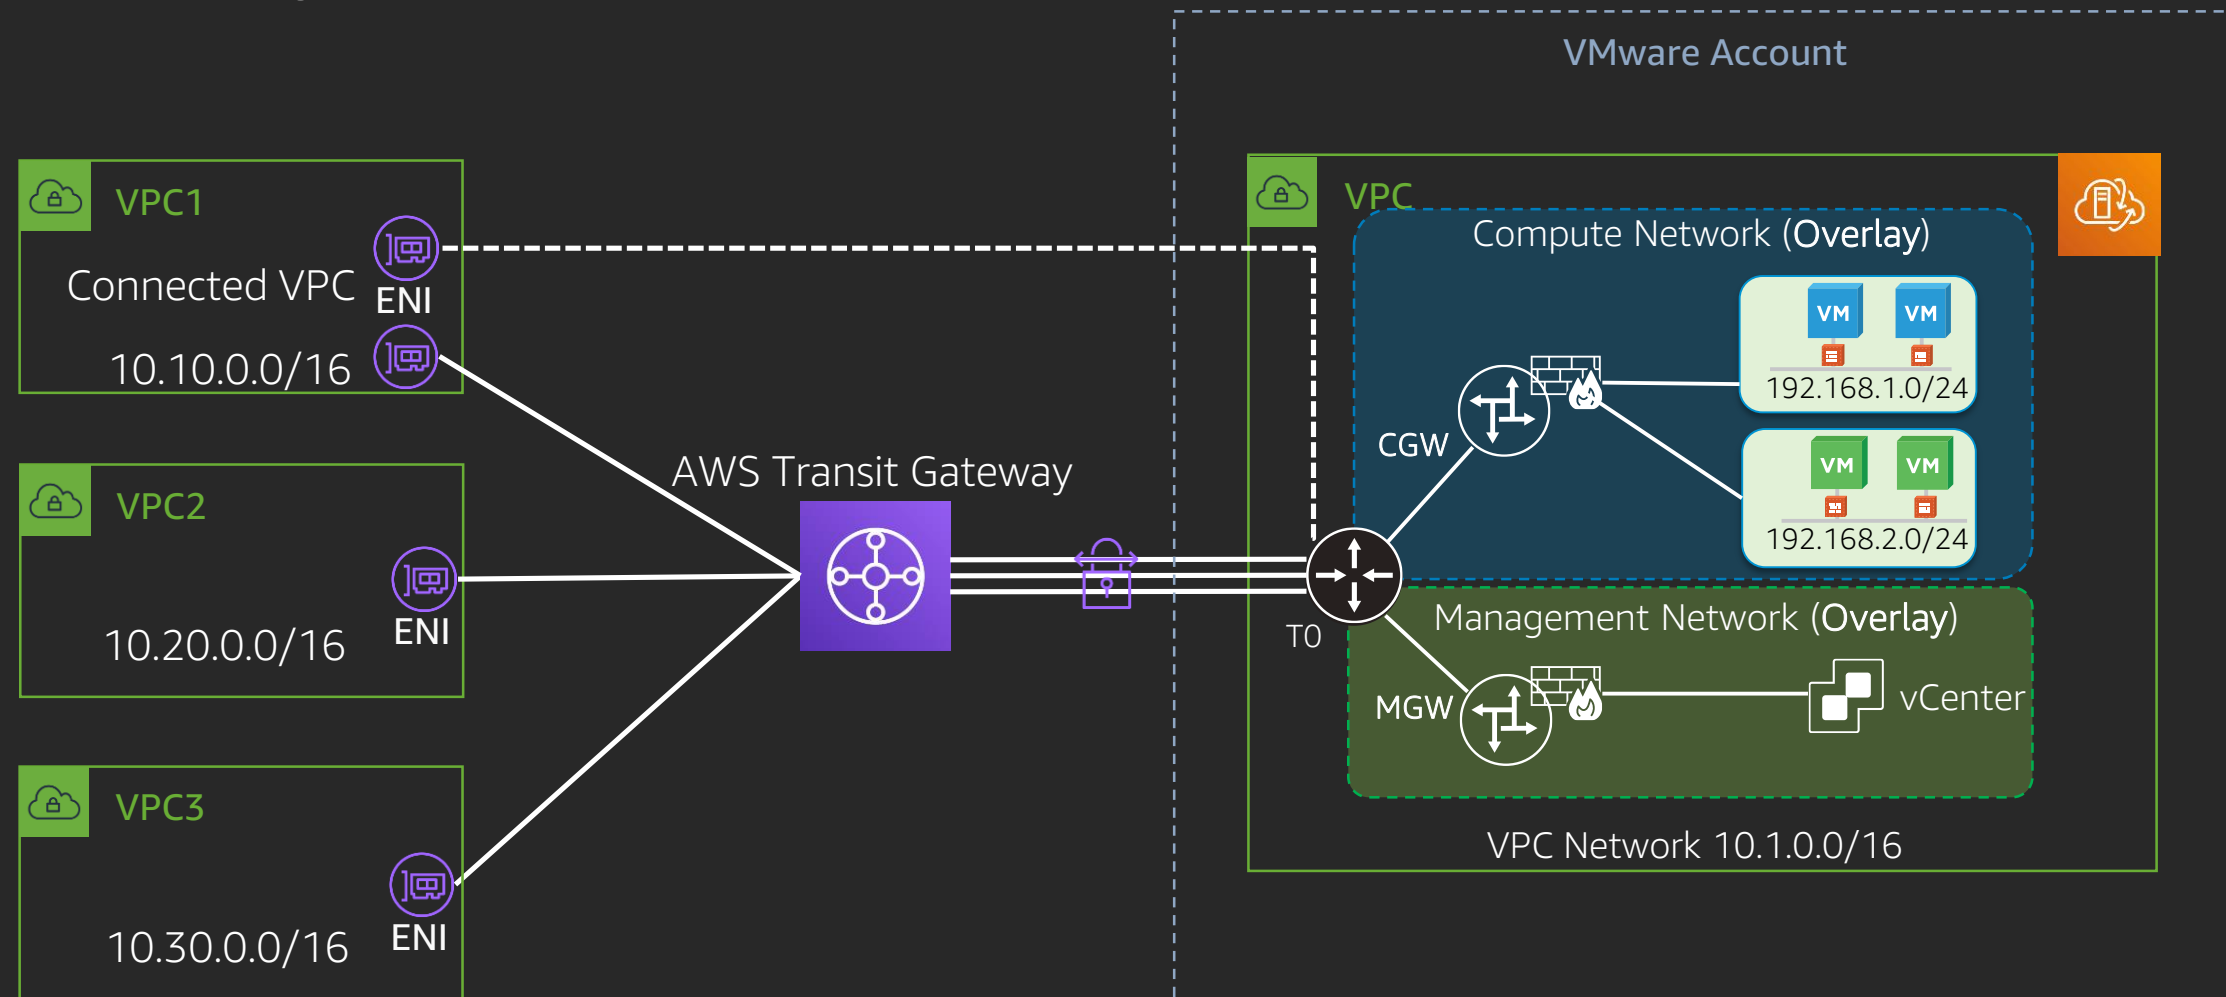 VMware Account
VPC1
Connected VPC
ENI
10.10.0.0/16
VPC2
10.20.0.0/16
ENI
VPC3
10.30.0.0/16
ENI
AWS Transit Gateway
VPC
Compute Network (Overlay)
VM
VM
192.168.1.0/24
CGW
VM
VM
192.168.2.0/24
T0
Management Network (Overlay)
MGW
vCenter
VPC Network 10.1.0.0/16